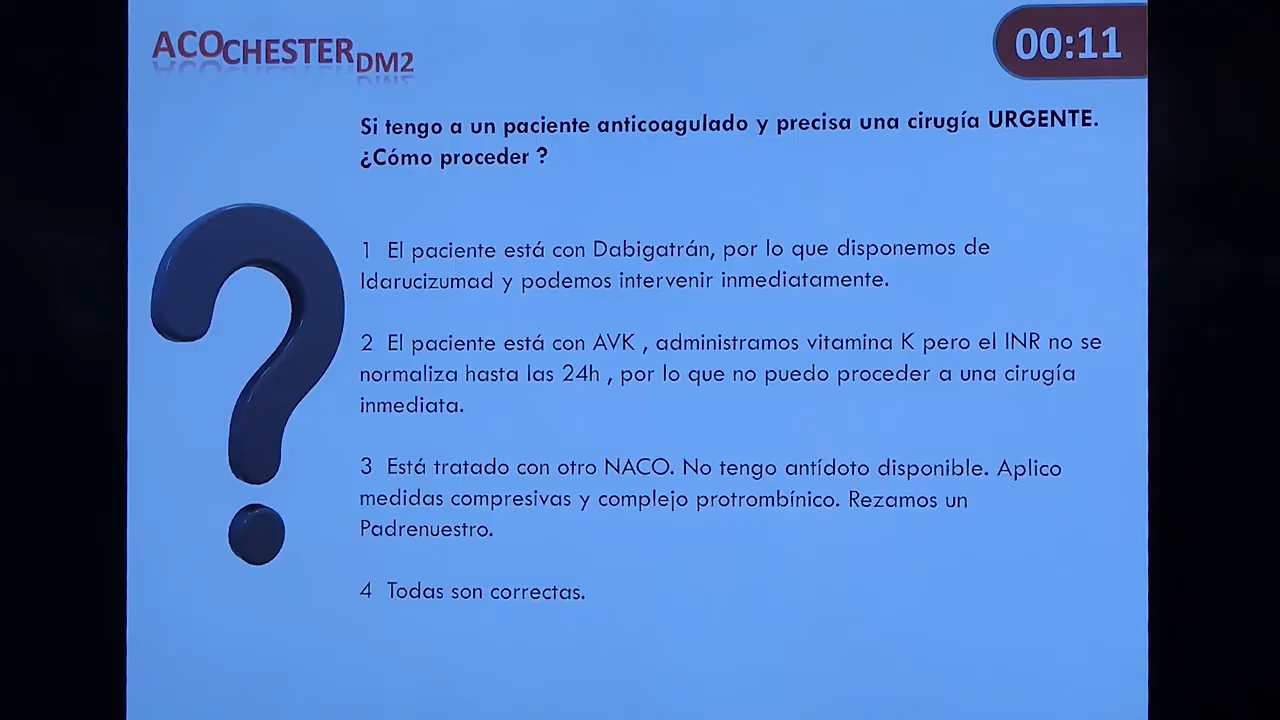 ACOCHESTERDM2
00:11
Si tengo a un paciente anticoagulado y precisa una cirugía URGENTE.
¿Cómo proceder ?
1 El paciente está con Dabigatrán, por lo que disponemos de
Idarucizumad y podemos intervenir inmediatamente.
2 El paciente está con AVK , administramos vitamina K pero el INR no se
normaliza hasta las 24h , por lo que no puedo proceder a una cirugía
inmediata.
3 Está tratado con otro NACO. No tengo antídoto disponible. Aplico
medidas compresivas y complejo protrombínico. Rezamos un
Padrenuestro.
4 Todas son correctas.